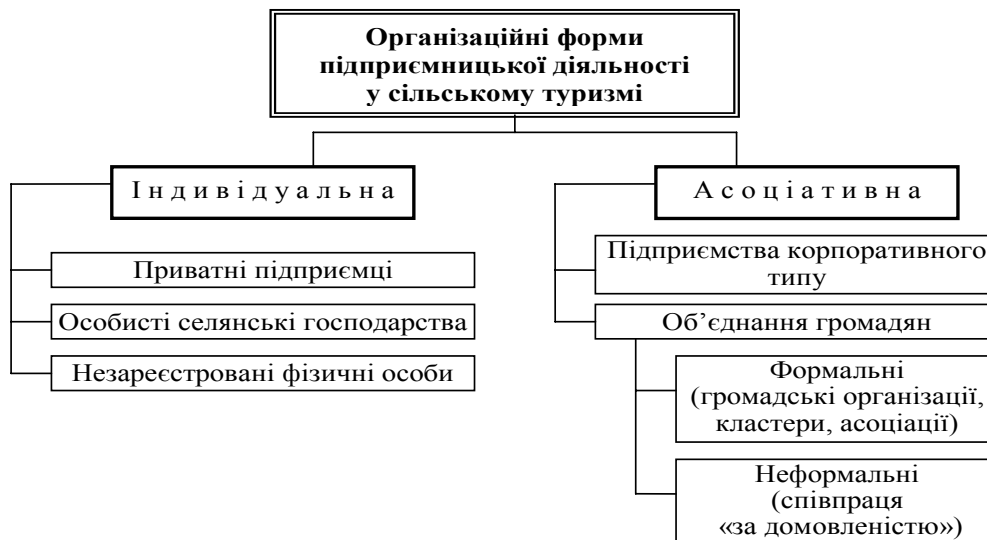 Організаційні форми
підприємницької діяльності
у сільському туризмі
Індивідуальна
Приватні підприємці
Особисті селянські господарства
Незареєстровані фізичні особи
Асоціативна
Підприємства корпоративного
типу
Об’єднання громадян
Формальні
(громадські організації,
кластери, асоціації)
Неформальні
(співпраця
«за домовленістю»)